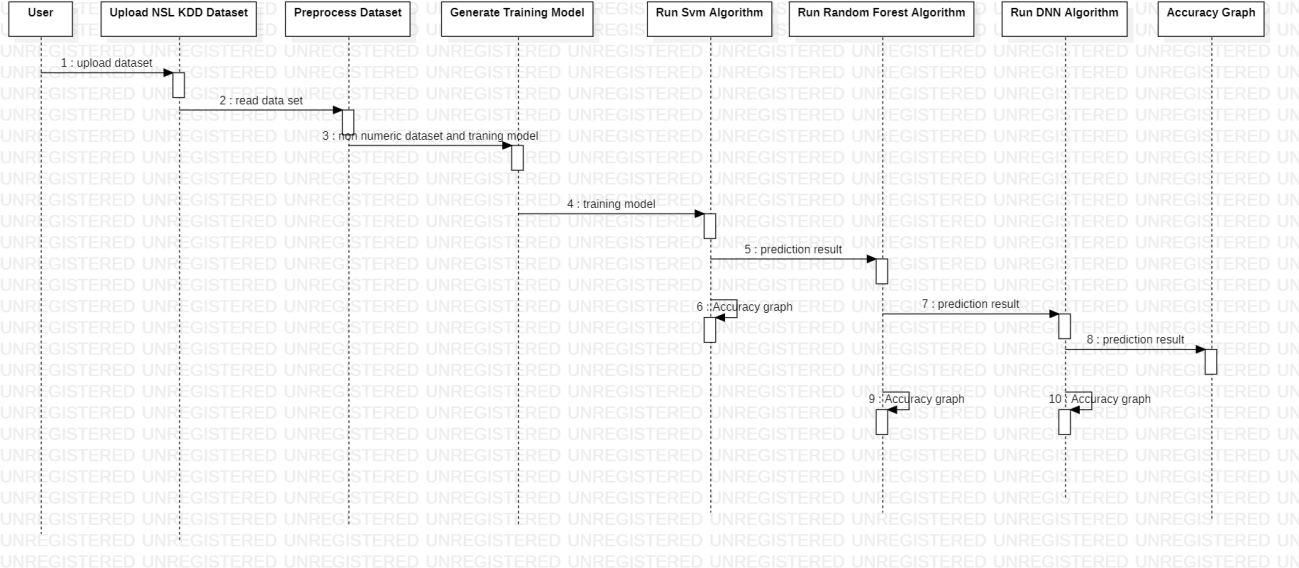 User
Upload NSL KDD Dataset
Preprocess Dataset
Generate Training Model
Run Svm Algorithm
Run Random Forest Algorithm
Run DNN Algorithm
Accuracy Graph
1 : upload dataset
2 : read data set
3 : non numeric dataset and traning model
4 : training model
5 : prediction result
6 : Accuracy graph
7 : prediction result
8 : prediction result
9 : Accuracy graph
10 : Accuracy graph
UNREGISTERED